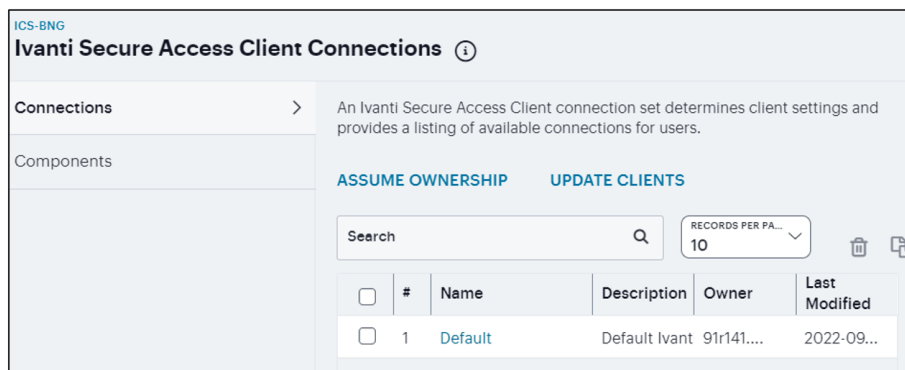 ICS-BNG
Ivanti Secure Access Client Connections
Connections
Components
An Ivanti Secure Access Client connection set determines client settings and
provides a listing of available connections for users.
ASSUME OWNERSHIP UPDATE CLIENTS
Search
RECORDS PER PA...
10
# Name Description Owner Last
Modified
1 Default Default Ivant 91r141.... 2022-09...